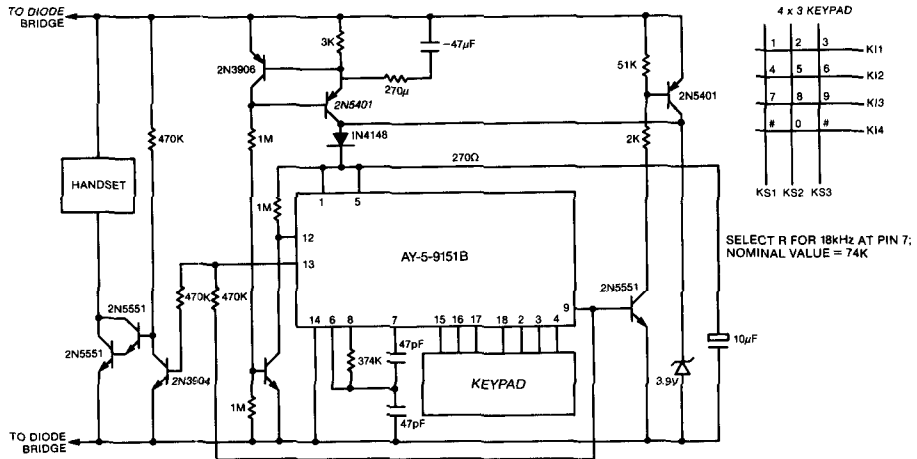 TO DIODE
BRIDGE
3K
-47µF
4 x 3 KEYPAD
2N3906
270µ
51K
1 2 3 KI1
4 5 6 KI2
7 8 9 KI3
# 0 # KI4
KS1 KS2 KS3
2N5401
2N5401
470K
1M
IN4148
2K
HANDSET
270Ω
1M
1 5
12
13
AY-5-9151B
SELECT R FOR 18kHz AT PIN 7;
NOMINAL VALUE = 74K
470K
470K
2N5551
2N5551
2N5551
9
14 6 8 7 15 16 17 18 2 3 4
10µF
47pF
374K
2N3904
KEYPAD
3.9V
1M
47pF
TO DIODE
BRIDGE